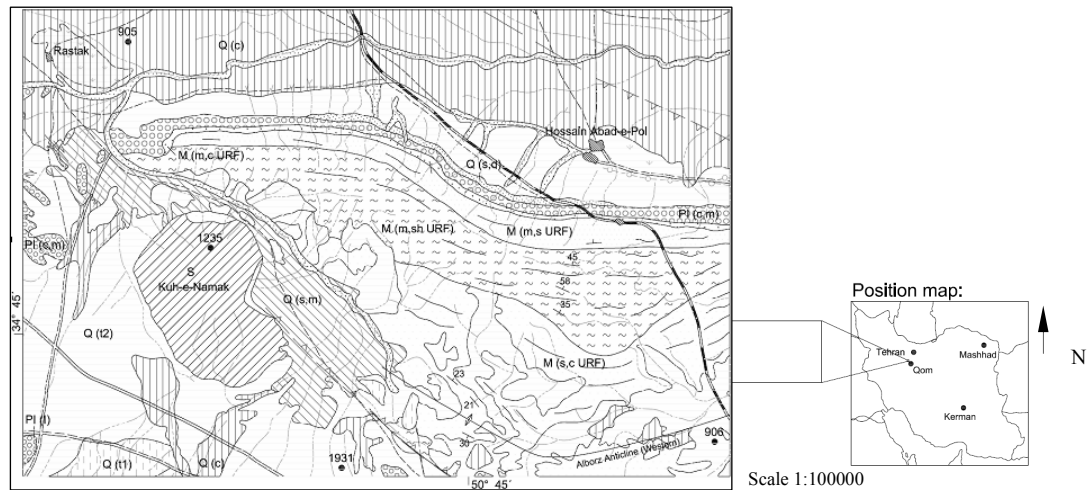 905
Rastak
Q (c)
Hossain Abad-e-Pol
M (m,c URF)
Q (s,d)
Pl (c,m)
M (m,sh URF)
M (m,s URF)
1235
Pl (c,m)
45
S
Kuh-e-Namak
58
34° 45´
Q (s,m)
35
Q (t2)
M (s,c URF)
23
21
Pl (l)
30
906
Alborz Anticline (Western)
Q (t1)
Q (c)
1931
50° 45´
Position map:
Tehran
Mashhad
Qom
Kerman
N
Scale 1:100000